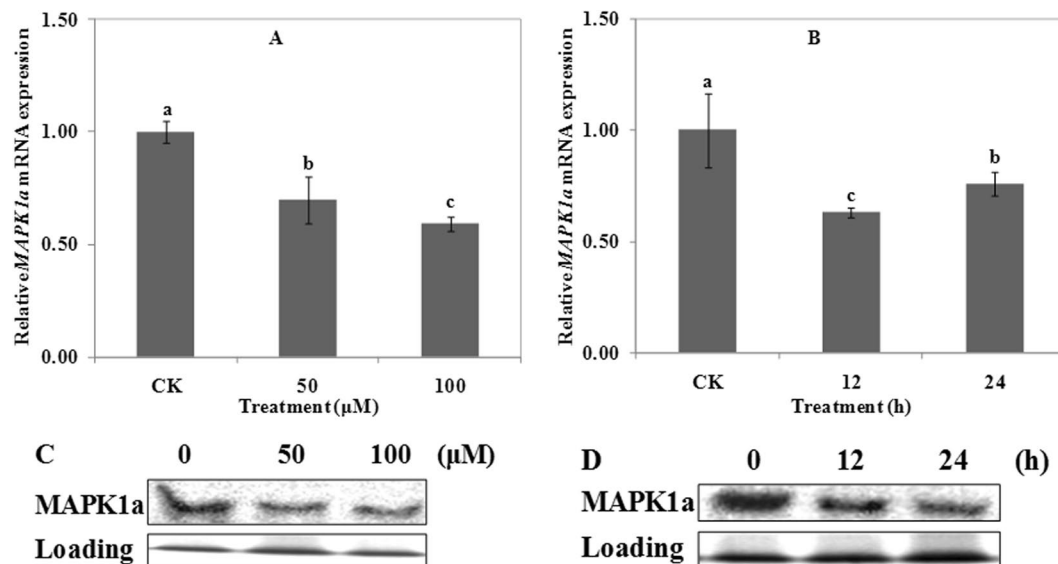 A
Relative MAPK1a mRNA expression
1.50
1.00
0.50
0.00
a
b
c
CK
50
100
Treatment (μM)
B
Relative MAPK1a mRNA expression
1.50
1.00
0.50
0.00
a
c
b
CK
12
24
Treatment (h)
C 0 50 100 (μM)
MAPK1a
Loading
D 0 12 24 (h)
MAPK1a
Loading